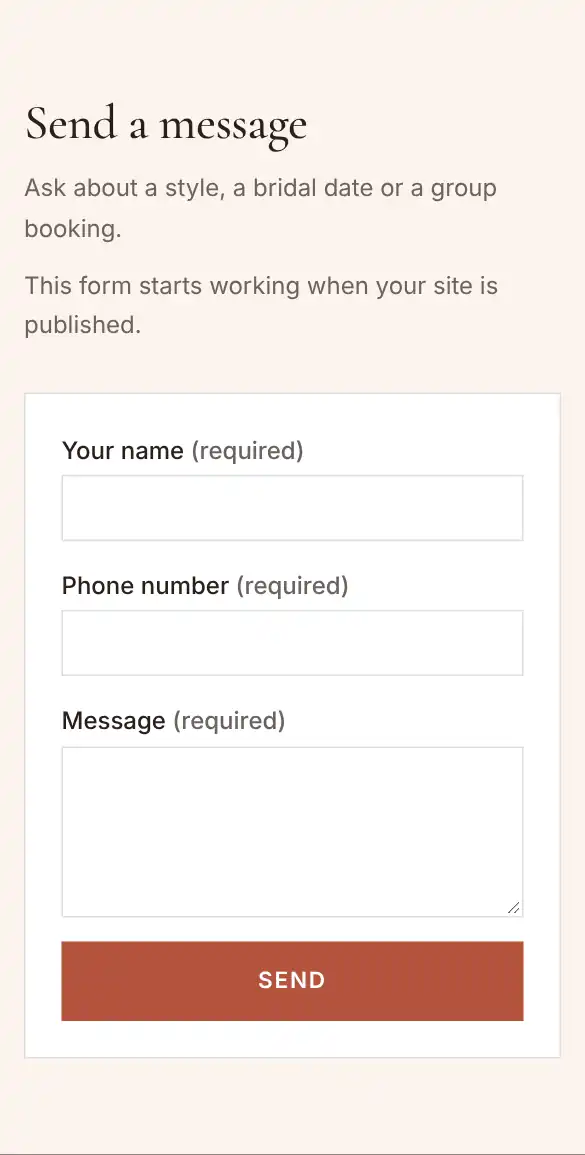 Send a message
Ask about a style, a bridal date or a group
booking.
This form starts working when your site is
published.
Your name (required)
Phone number (required)
Message (required)
SEND